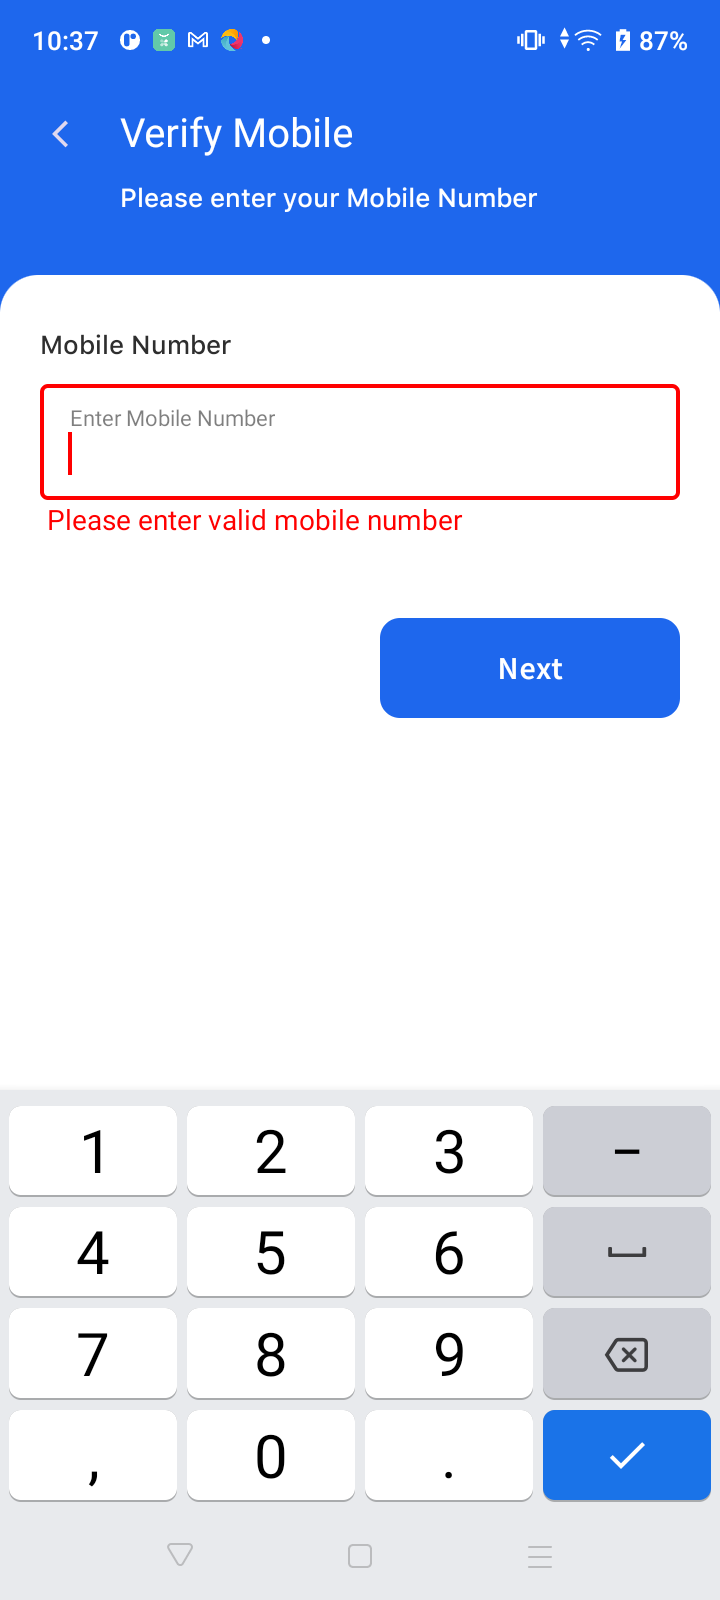 10:37 87%
Verify Mobile
Please enter your Mobile Number
Mobile Number
Enter Mobile Number
Please enter valid mobile number
Next
1 2 3 –
4 5 6
7 8 9
, 0 .